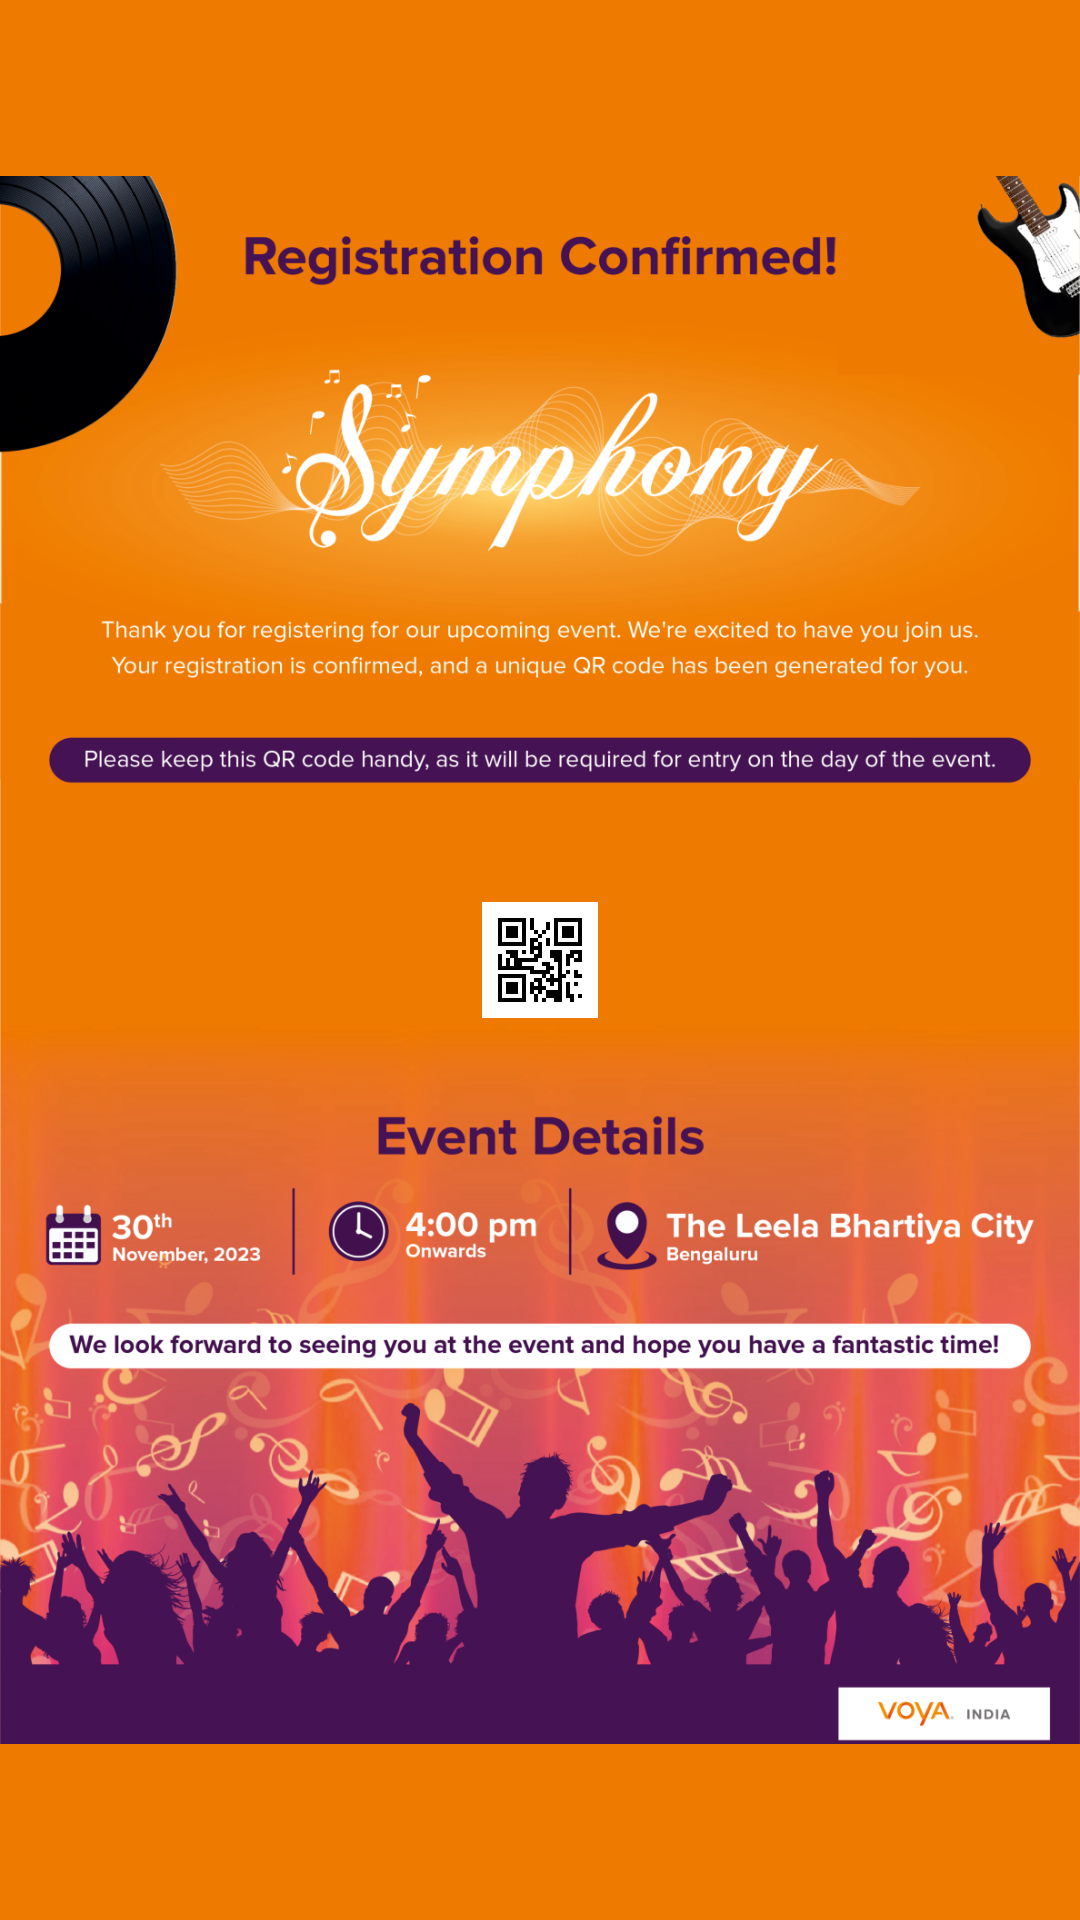 Registration Confirmed!
Symphony
Thank you for registering for our upcoming event. We're excited to have you join us.
Your registration is confirmed, and a unique QR code has been generated for you.
Please keep this QR code handy, as it will be required for entry on the day of the event.
Event Details
30th
November, 2023
4:00 pm
Onwards
The Leela Bhartiya City
Bengaluru
We look forward to seeing you at the event and hope you have a fantastic time!
VOYA INDIA